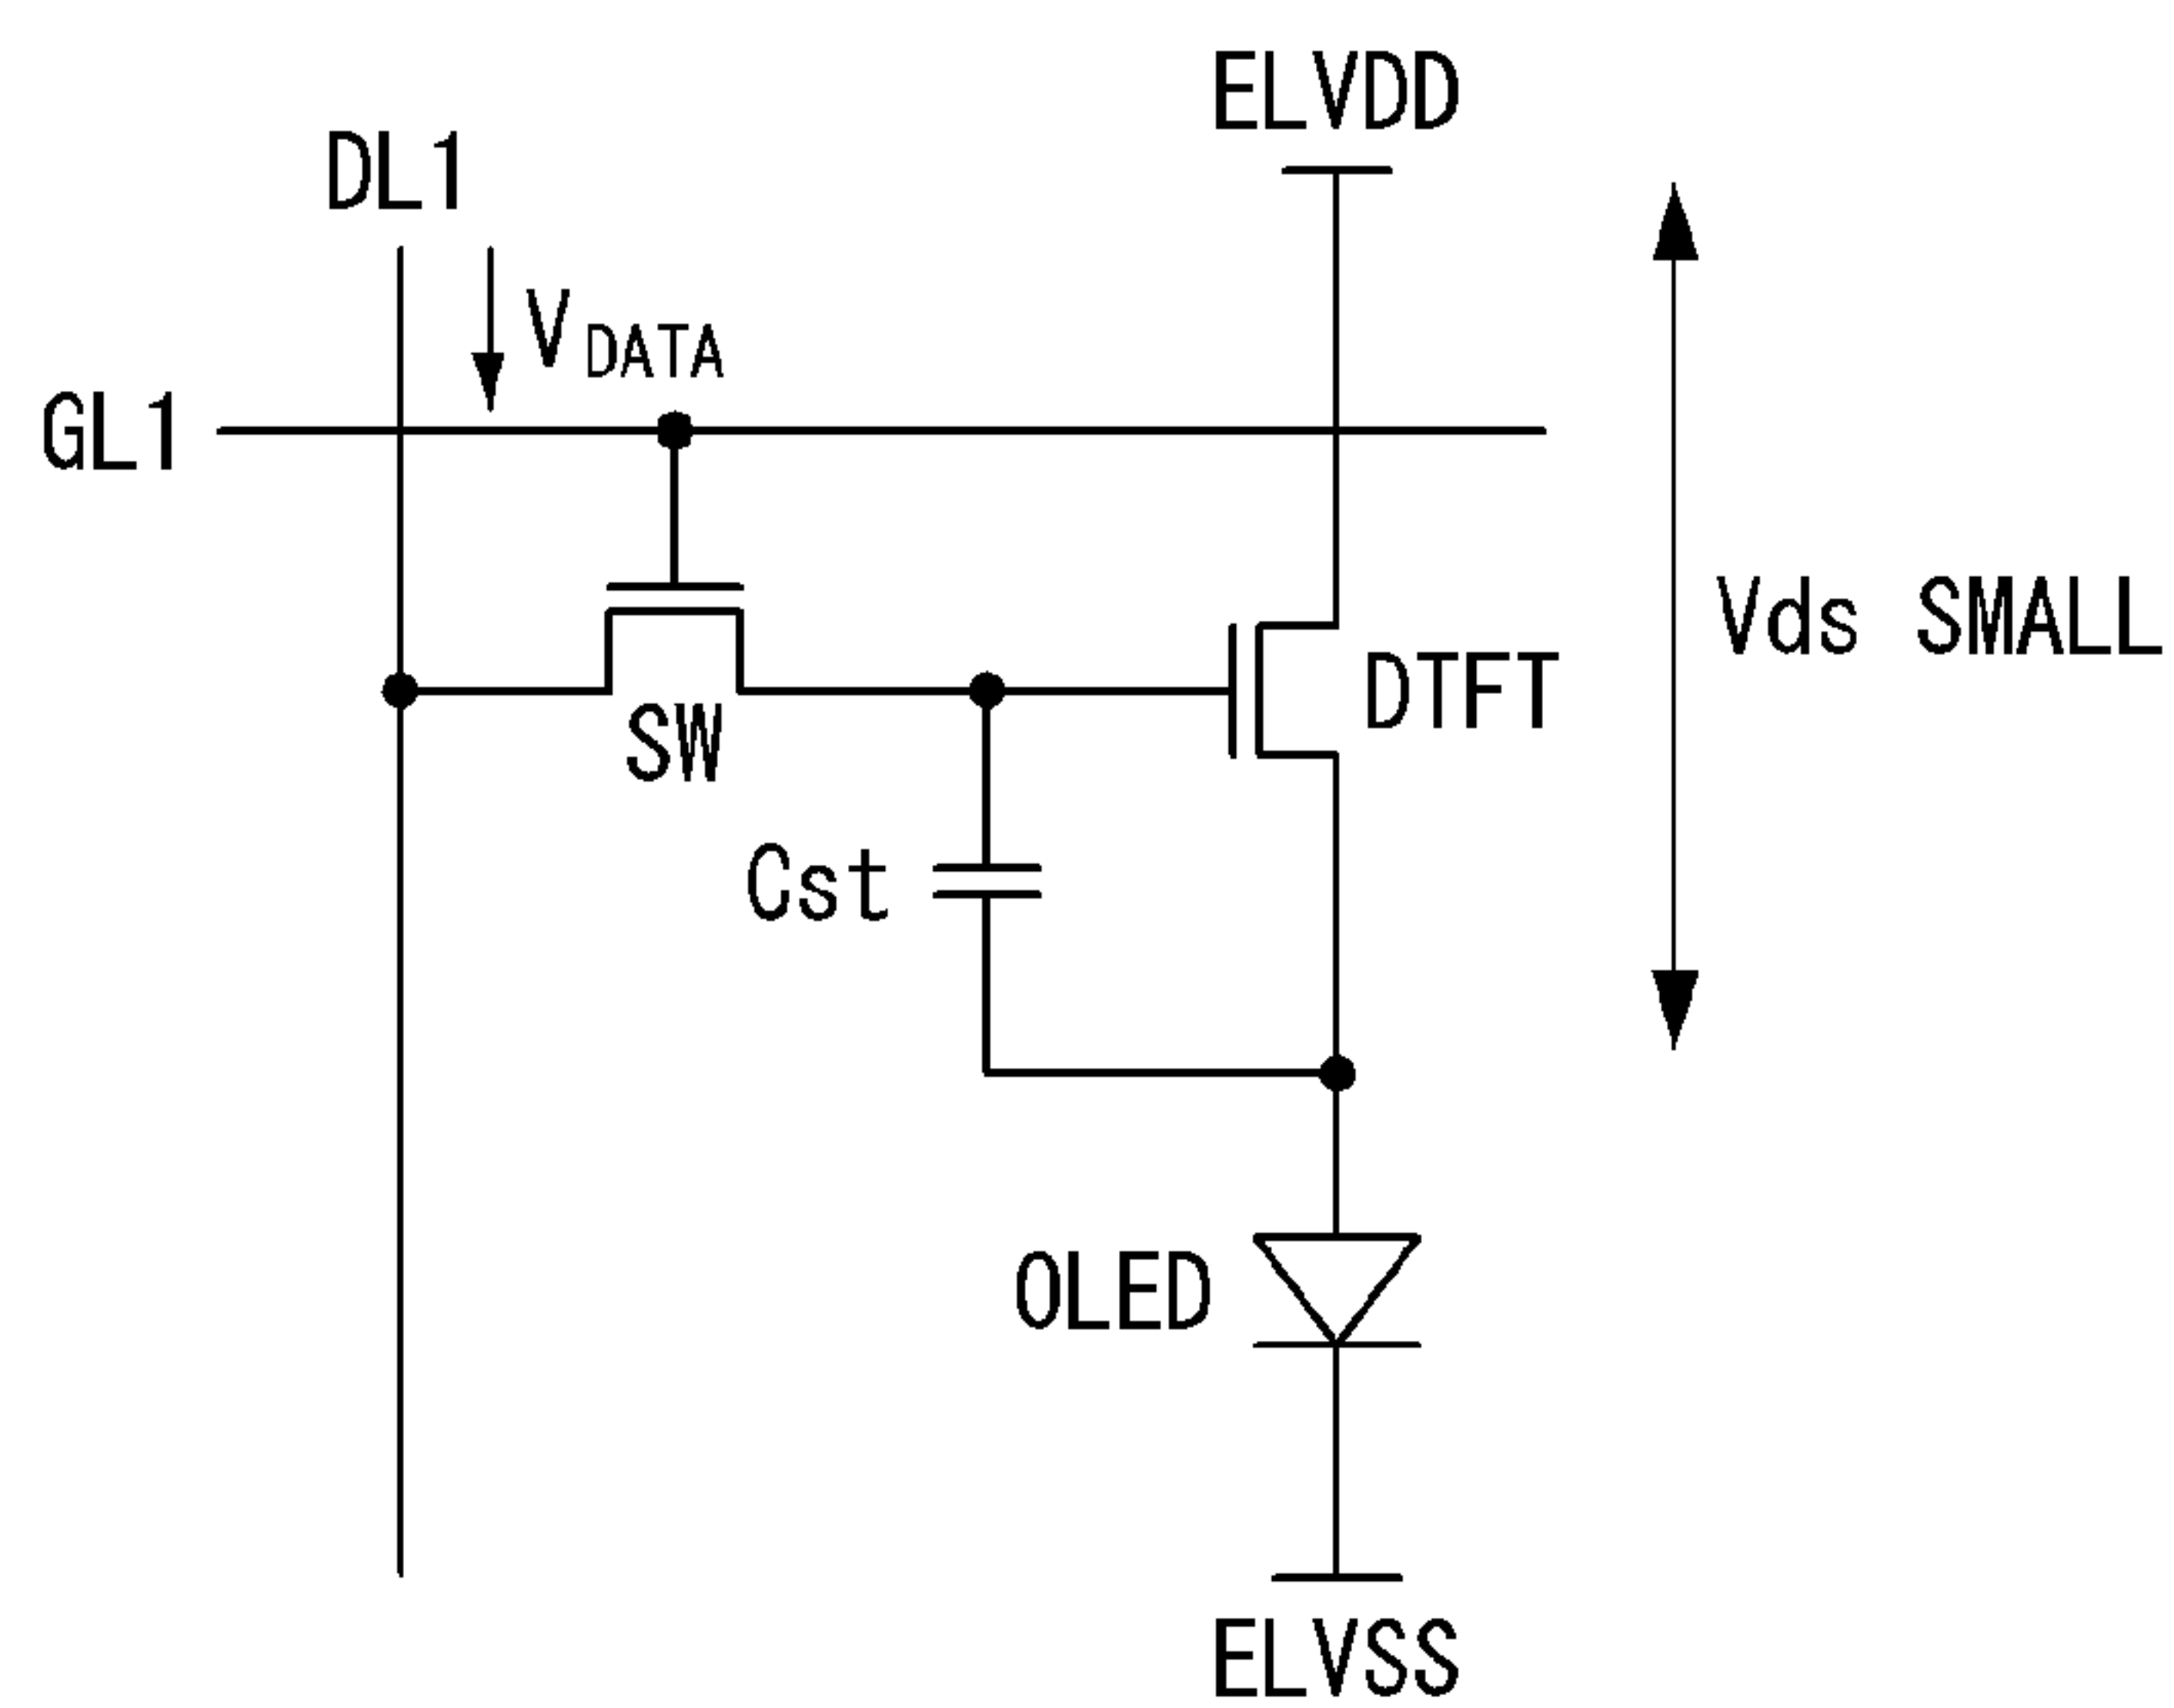 ELVDD
DL1
VDATA
GL1
Vds SMALL
DTFT
SW
Cst
OLED
ELVSS